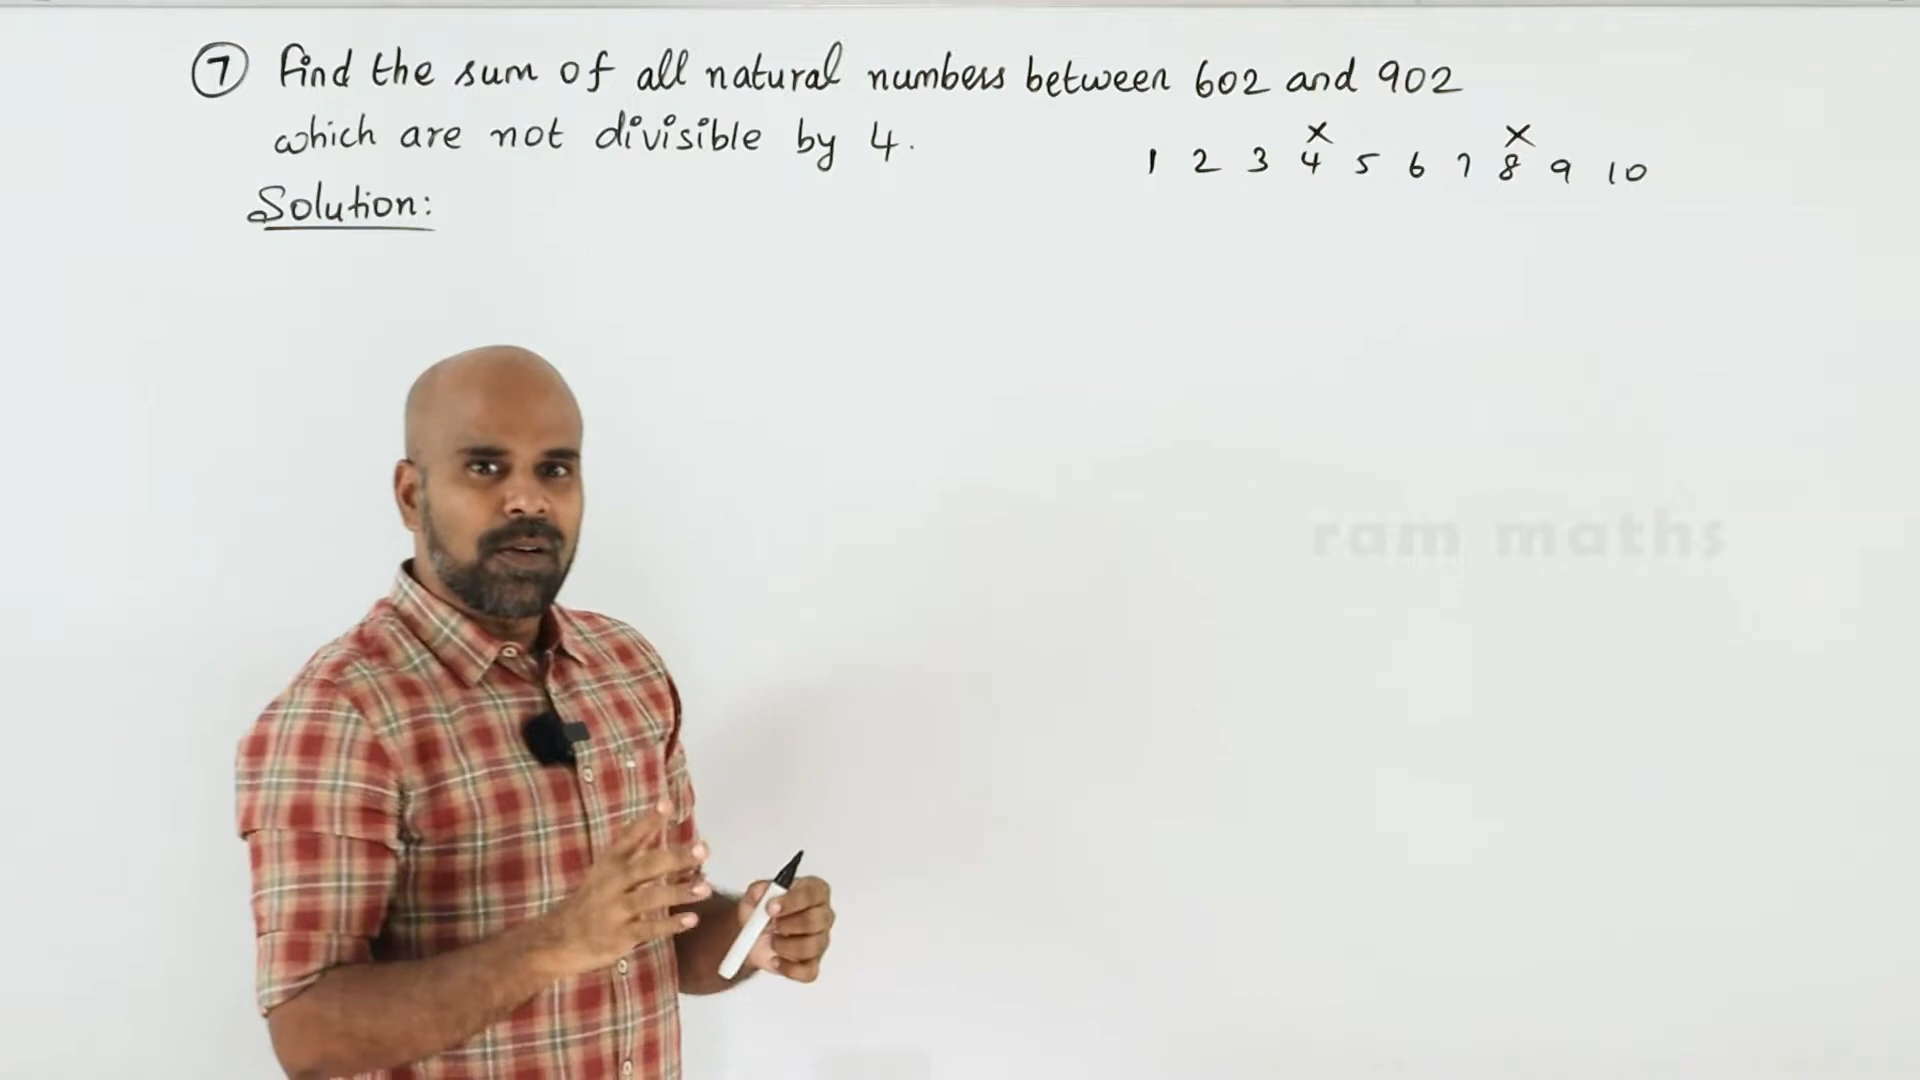 ⑦ find the sum of all natural numbers between 602 and 902
which are not divisible by 4.
x x
1 2 3 4 5 6 7 8 9 10
Solution:
ram maths